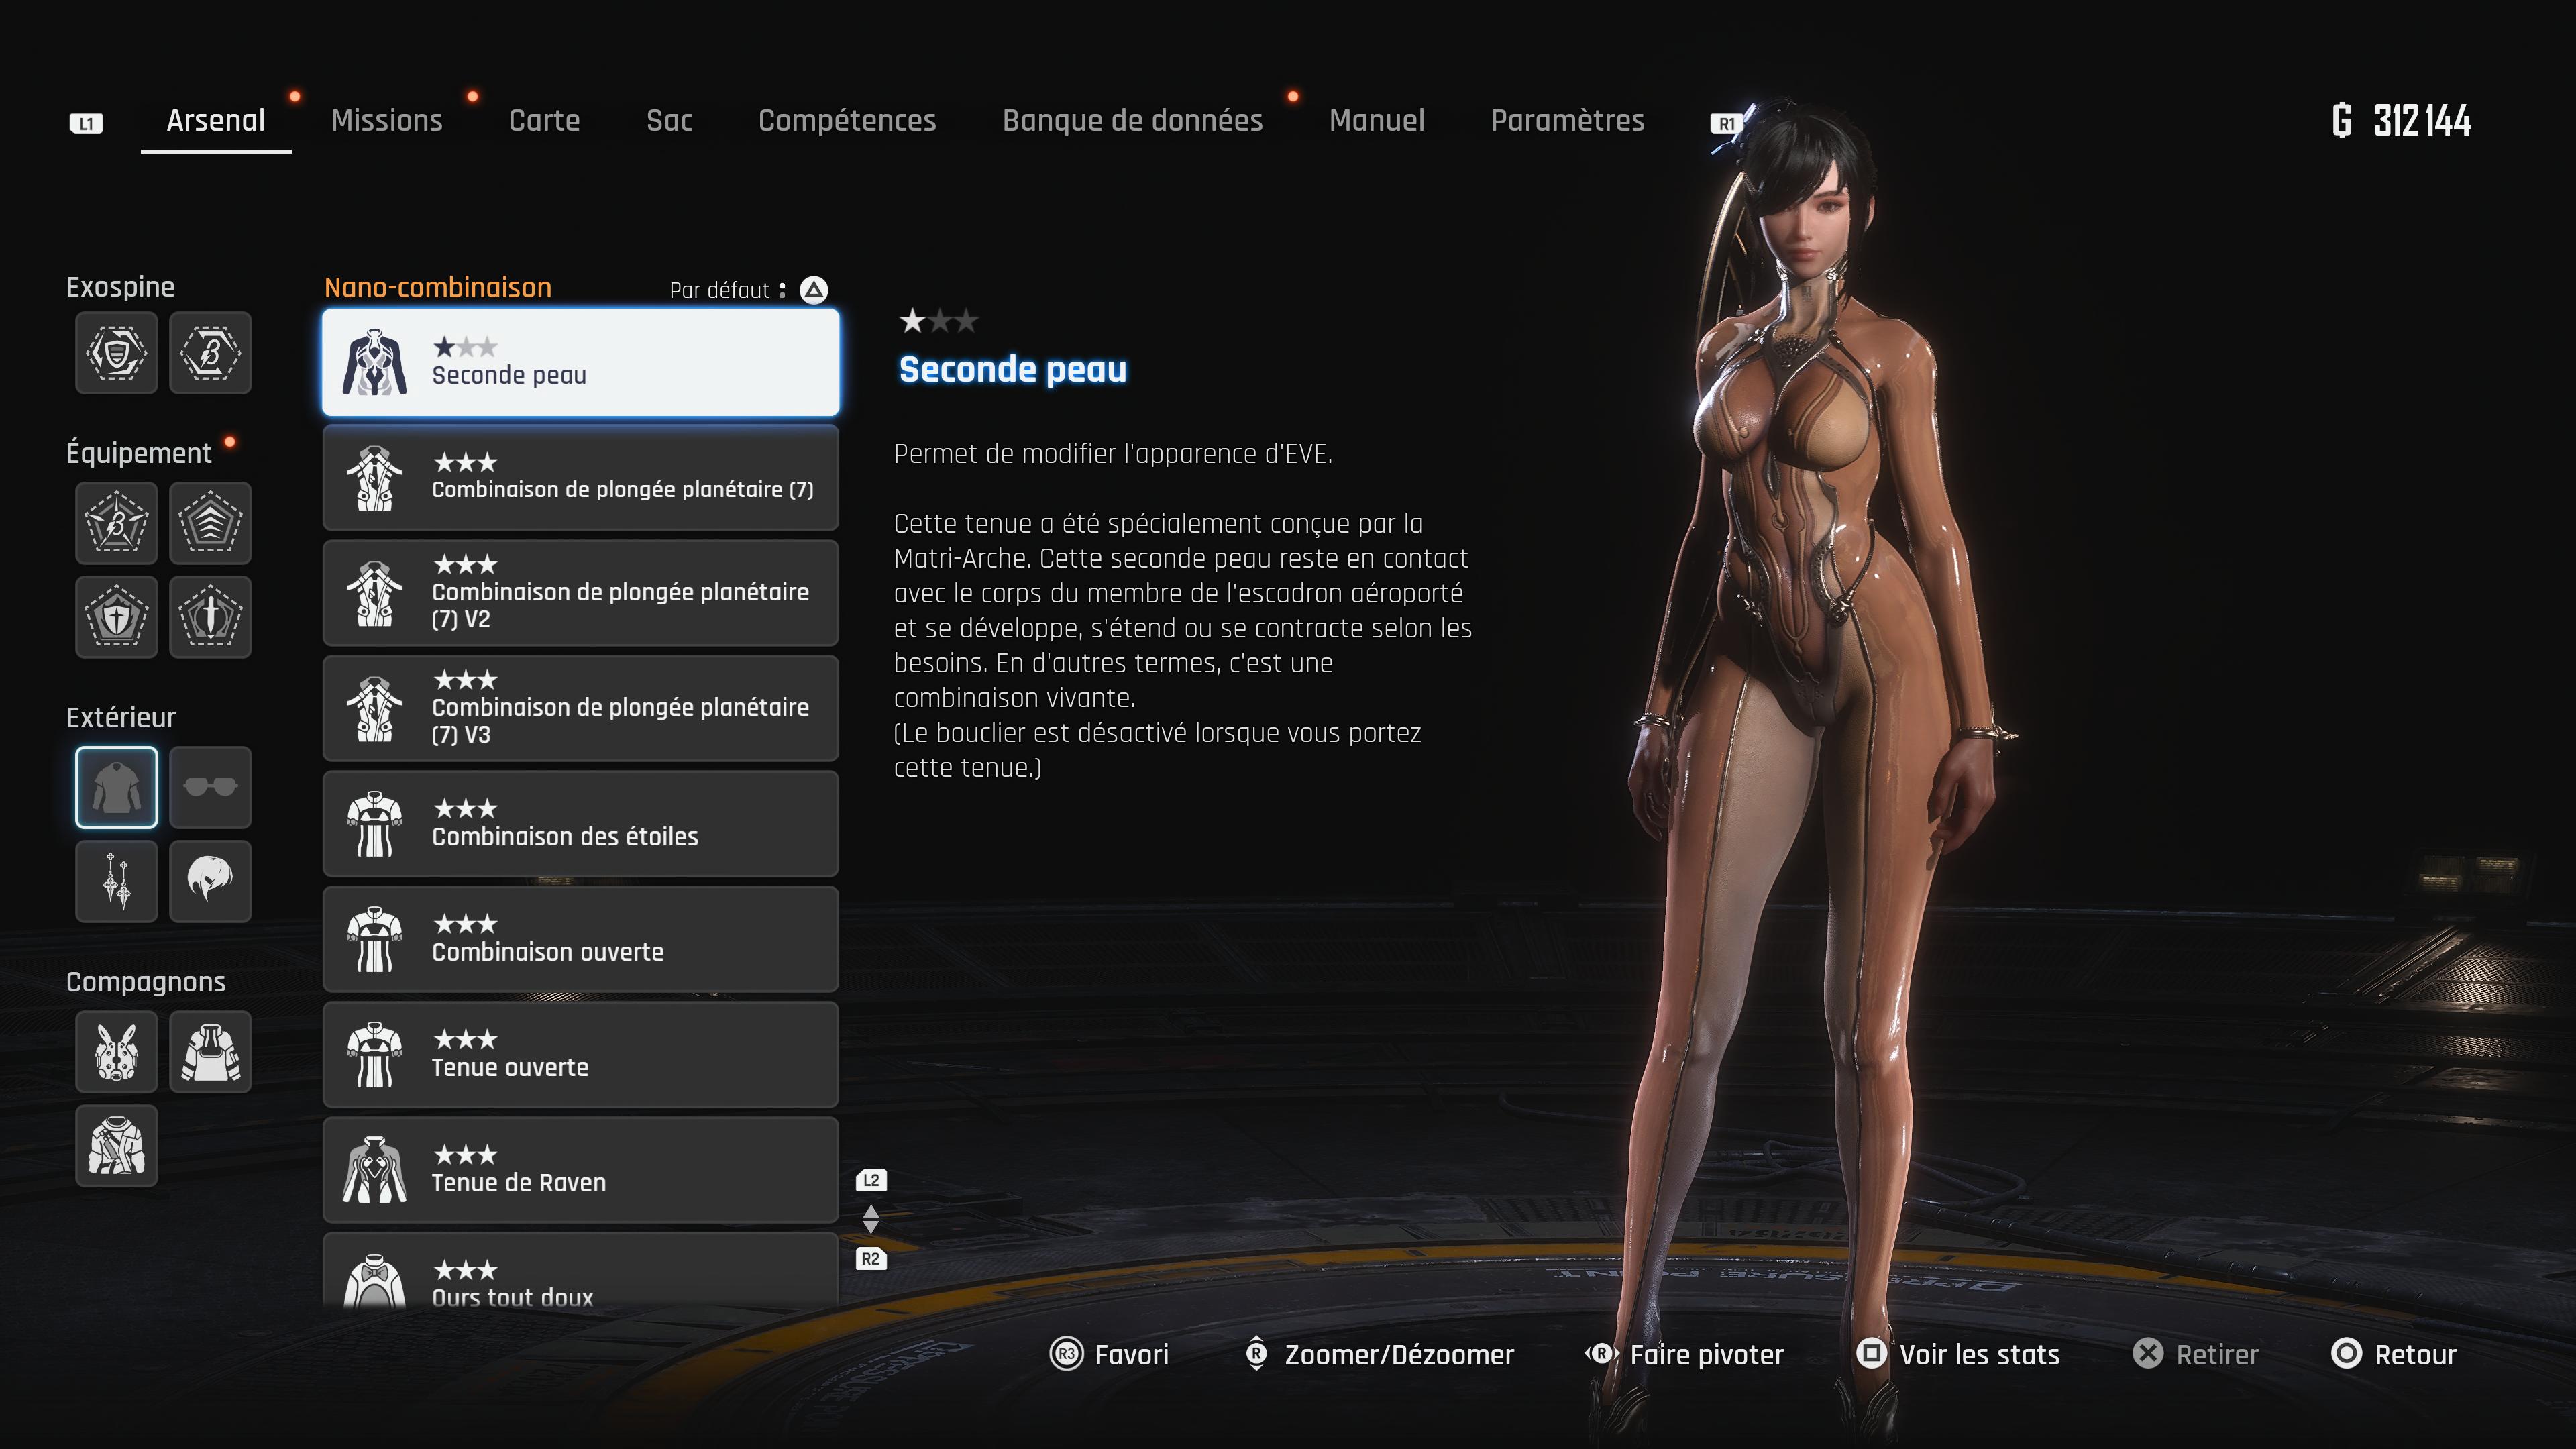 L1 Arsenal Missions Carte Sac Compétences Banque de données Manuel Paramètres R1 312 144
Exospine
Équipement
Extérieur
Compagnons
Nano-combinaison Par défaut :
Seconde peau
Combinaison de plongée planétaire (7)
Combinaison de plongée planétaire
(7) V2
Combinaison de plongée planétaire
(7) V3
Combinaison des étoiles
Combinaison ouverte
Tenue ouverte
Tenue de Raven
Ours tout doux
L2
R2
Seconde peau
Permet de modifier l'apparence d'EVE.
Cette tenue a été spécialement conçue par la
Matri-Arche. Cette seconde peau reste en contact
avec le corps du membre de l'escadron aéroporté
et se développe, s'étend ou se contracte selon les
besoins. En d'autres termes, c'est une
combinaison vivante.
(Le bouclier est désactivé lorsque vous portez
cette tenue.)
R3 Favori R Zoomer/Dézoomer R Faire pivoter Voir les stats Retirer Retour